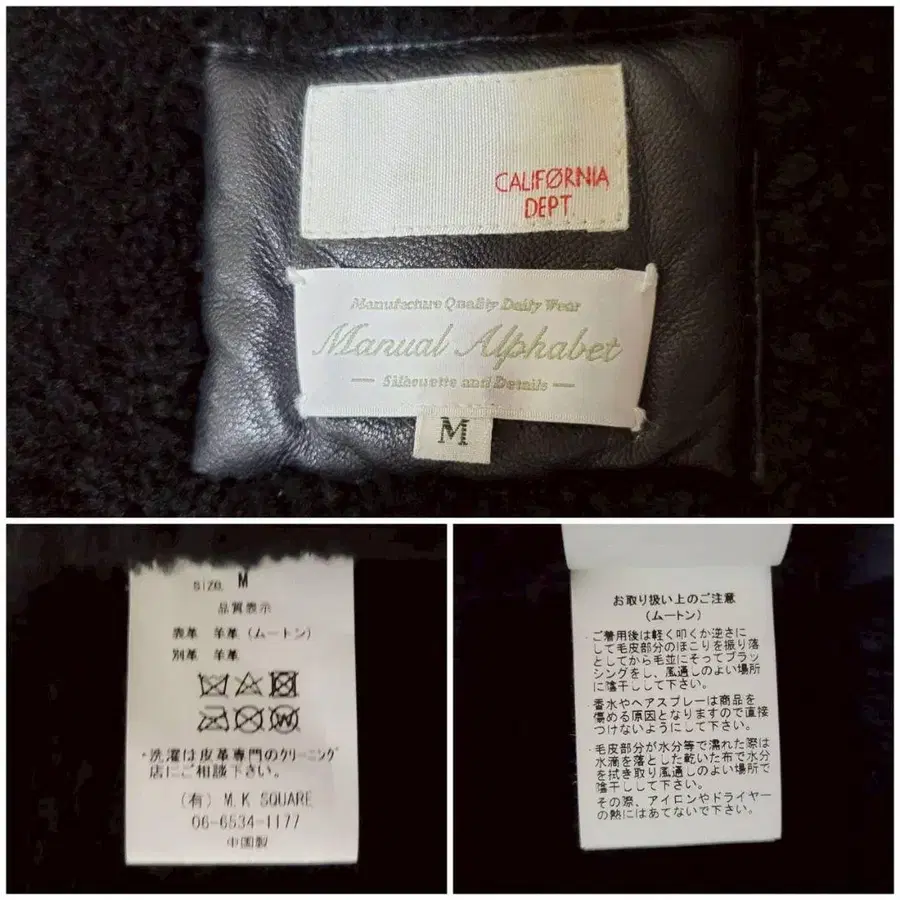 CALIFØRNIA
DEPT.
Manufacture Quality Daily Wear
Manual Alphabet
Silhouette and Details
M
size. M
品質表示
表革 羊革(ムートン)
別革 羊革
・洗濯は皮革専門のクリーニング
店にご相談下さい。
(有) M.K SQUARE
06-6534-1177
中国製
お取り扱い上のご注意
(ムートン)
・ご着用後は軽く叩くか逆さに
して毛皮部分のほこりを振り落
としてから毛並にそってブラッ
シングをし、風通しのよい場所
に陰干しして下さい。
・香水やヘアスプレーは商品を
傷める原因となりますので直接
つけないようにして下さい。
・毛皮部分が水分等で濡れた際は
水滴を落とした乾いた布で水分
を拭き取り風通しのよい場所で
陰干しして下さい。
その際、アイロンやドライヤー
の熱にはあてないで下さい。